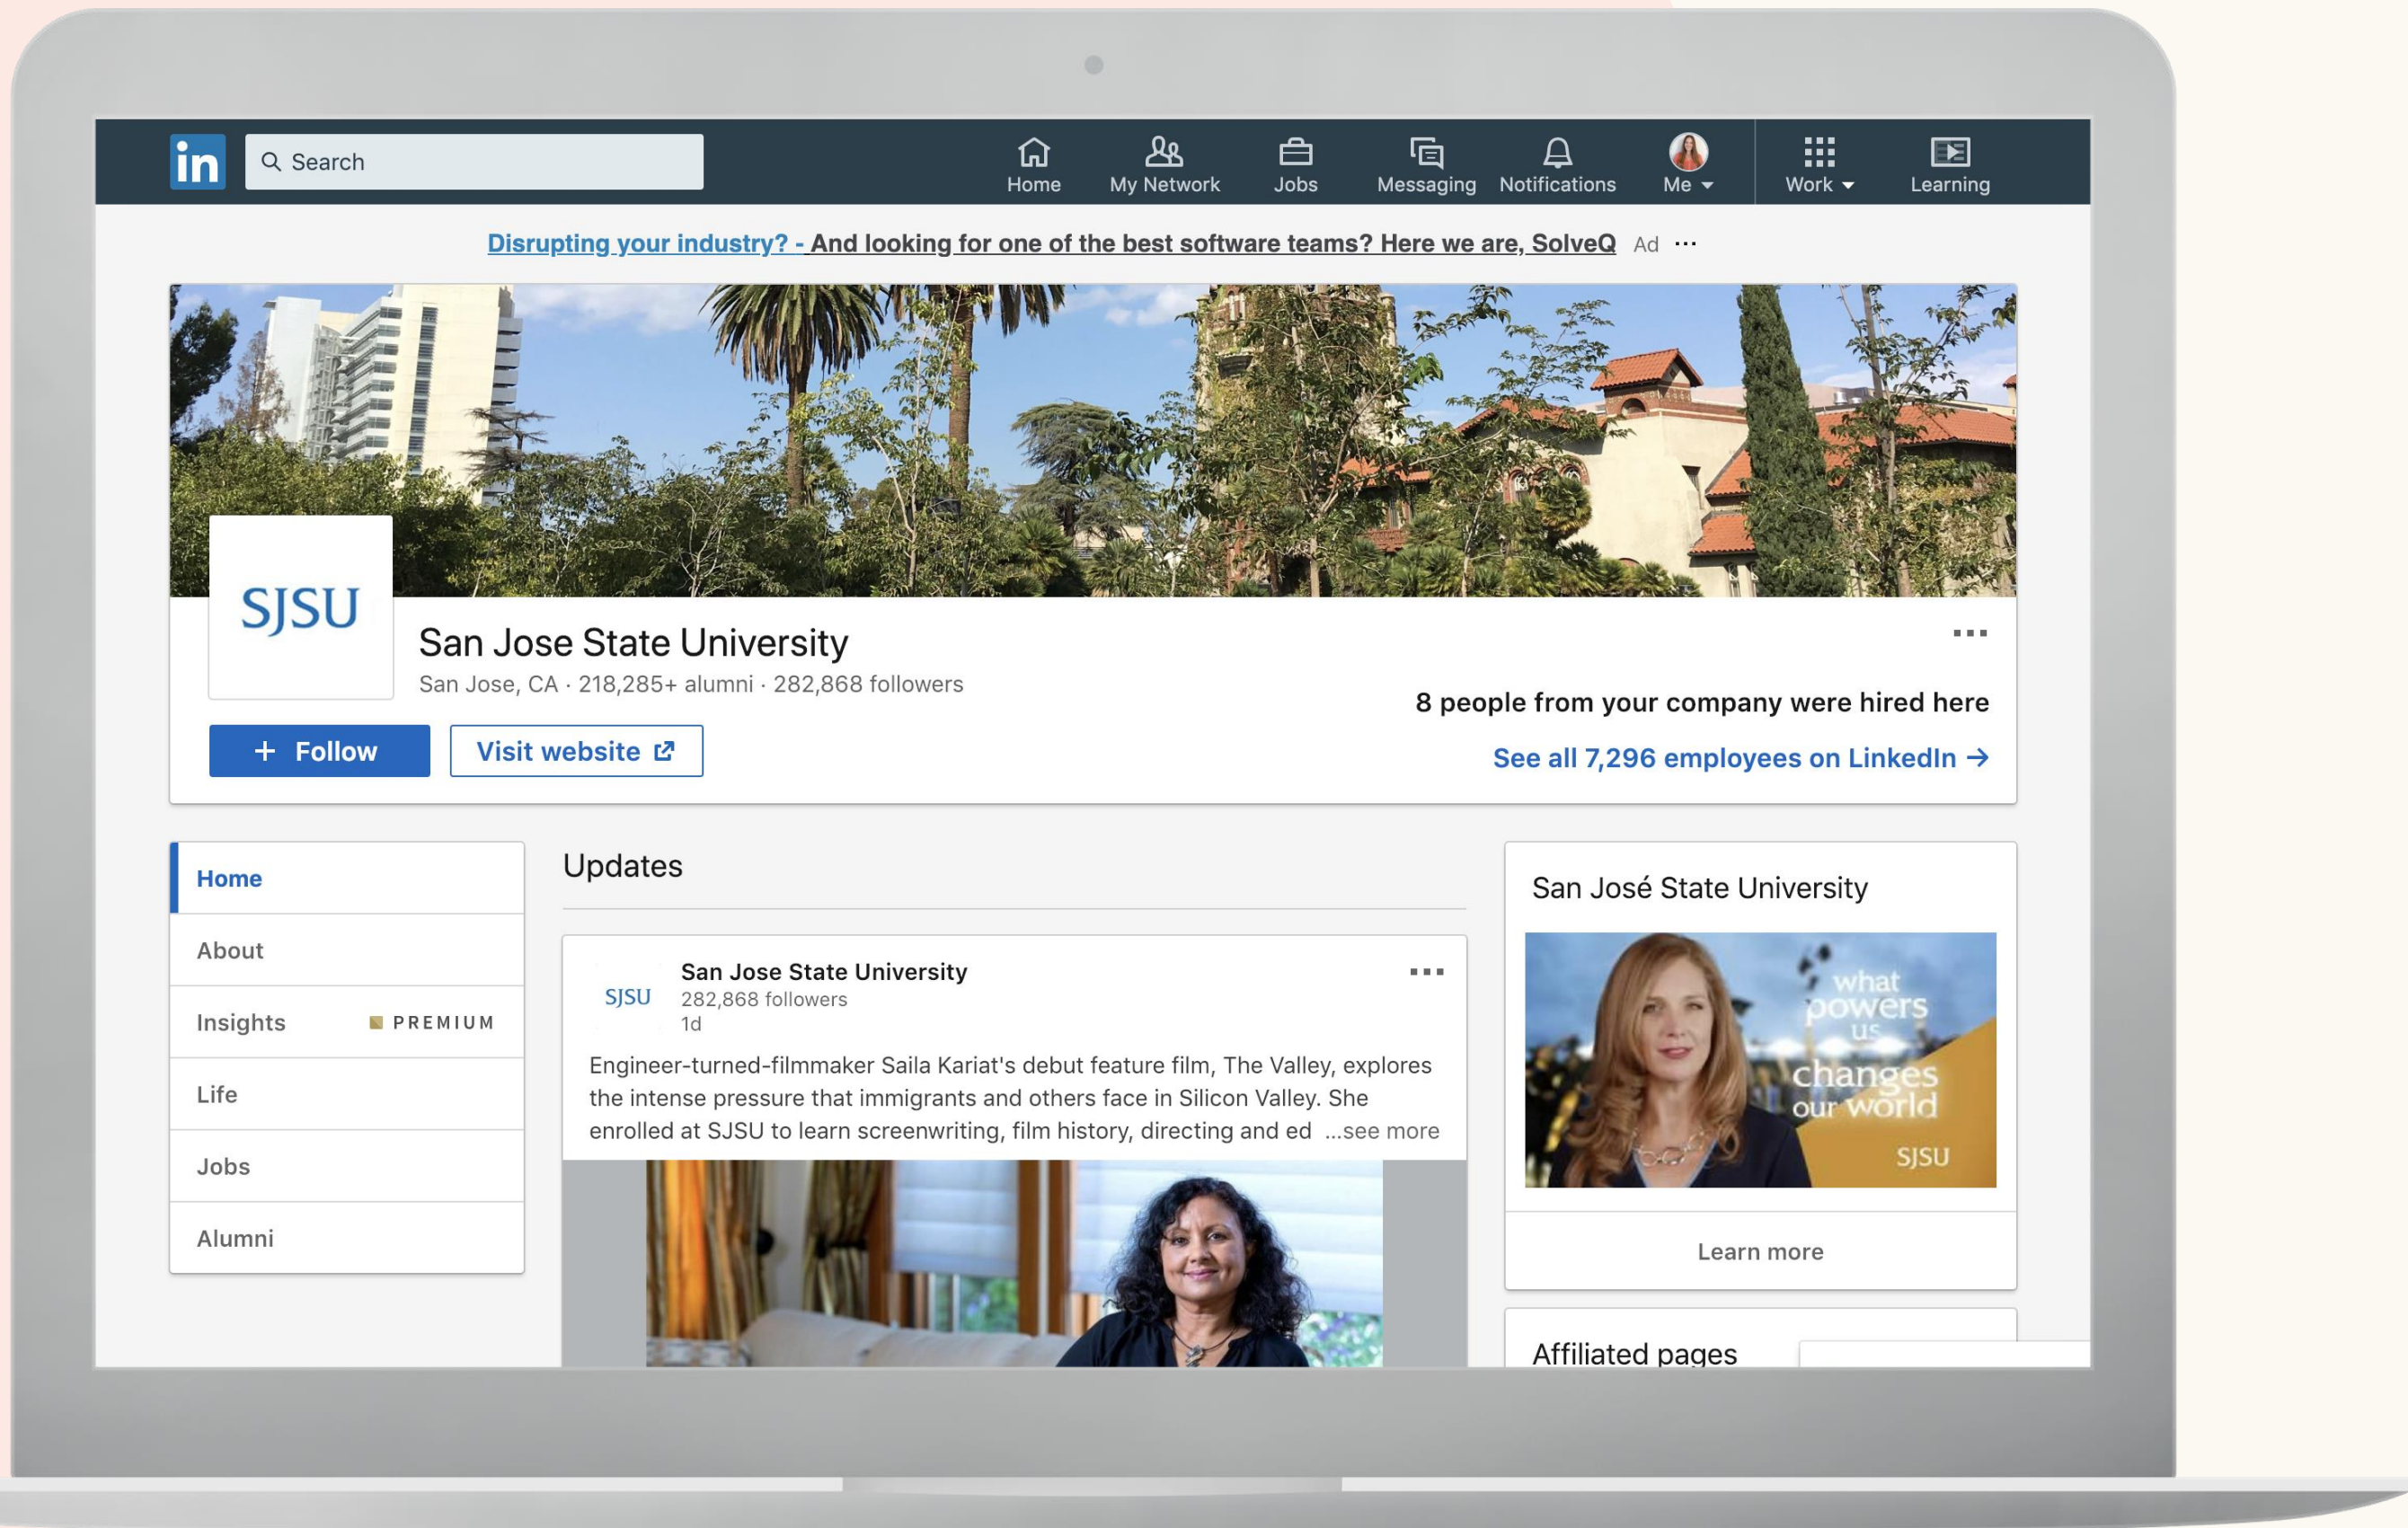 in
Search
Home
My Network
Jobs
Messaging
Notifications
Me
Work
Learning
Disrupting your industry? - And looking for one of the best software teams? Here we are, SolveQ Ad ...
SJSU
San Jose State University
San Jose, CA · 218,285+ alumni · 282,868 followers
8 people from your company were hired here
+ Follow
Visit website
See all 7,296 employees on LinkedIn →
Home
About
Insights PREMIUM
Life
Jobs
Alumni
Updates
SJSU
San Jose State University
282,868 followers
1d
Engineer-turned-filmmaker Saila Kariat's debut feature film, The Valley, explores
the intense pressure that immigrants and others face in Silicon Valley. She
enrolled at SJSU to learn screenwriting, film history, directing and ed ...see more
San José State University
what
powers
us
changes
our world
SJSU
Learn more
Affiliated pages